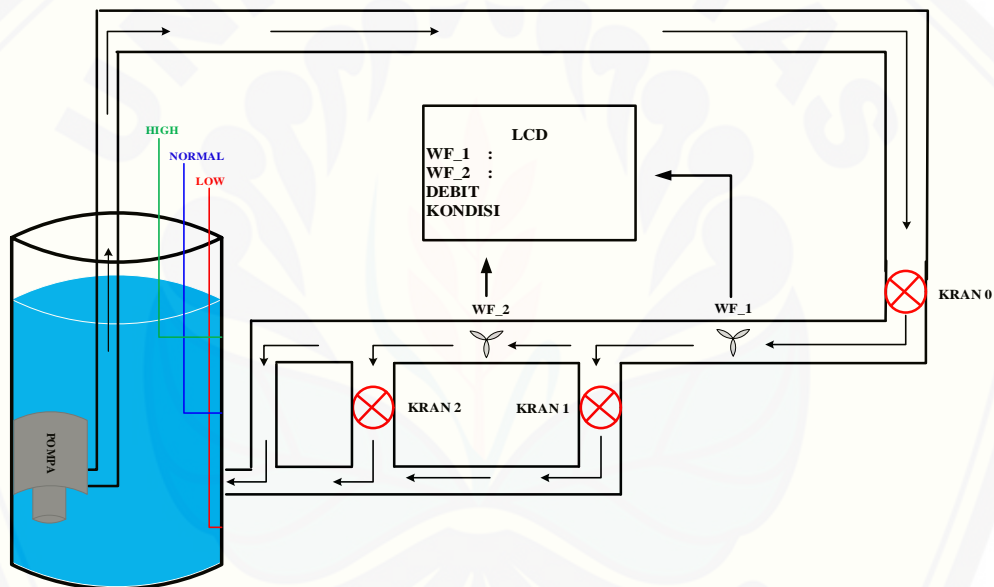 HIGH
NORMAL
LOW
LCD
WF_1 :
WF_2 :
DEBIT
KONDISI
WF_2
WF_1
KRAN 0
KRAN 2
KRAN 1
POMPA